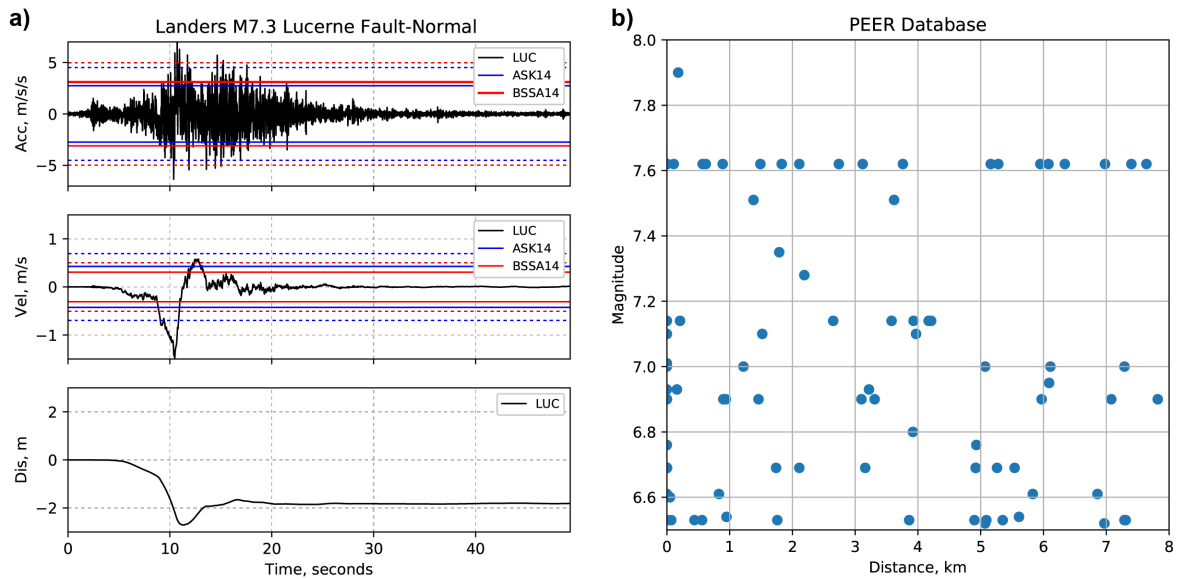 a)
Landers M7.3 Lucerne Fault-Normal
Acc, m/s/s
5
0
−5
LUC
ASK14
BSSA14
Vel, m/s
1
0
−1
LUC
ASK14
BSSA14
Dis, m
2
0
−2
LUC
0 10 20 30 40
Time, seconds
b)
PEER Database
Magnitude
8.0
7.8
7.6
7.4
7.2
7.0
6.8
6.6
0 1 2 3 4 5 6 7 8
Distance, km